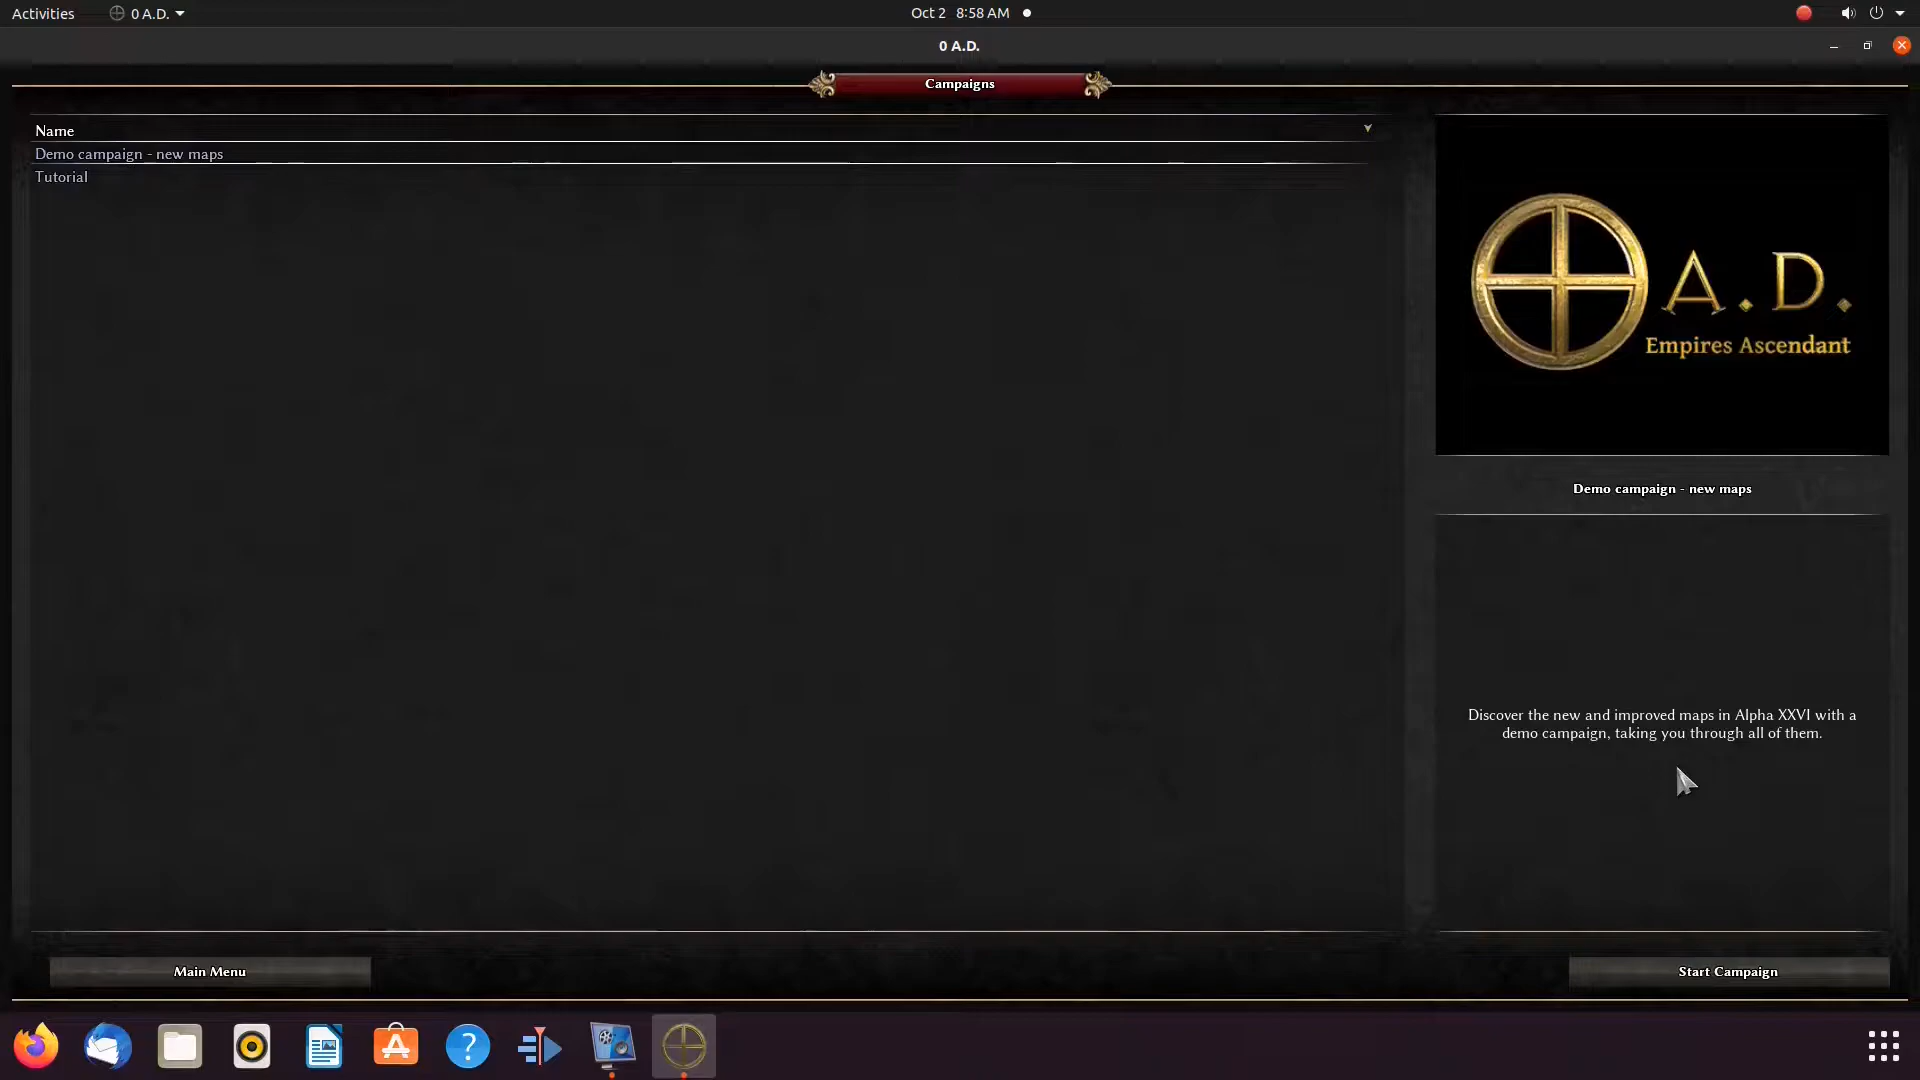 Activities
0 A.D.
Oct 2 8:58 AM
0 A.D.
Campaigns
Name
Demo campaign - new maps
Tutorial
A.D.
Empires Ascendant
Demo campaign - new maps
Discover the new and improved maps in Alpha XXVI with a
demo campaign, taking you through all of them.
Main Menu
Start Campaign